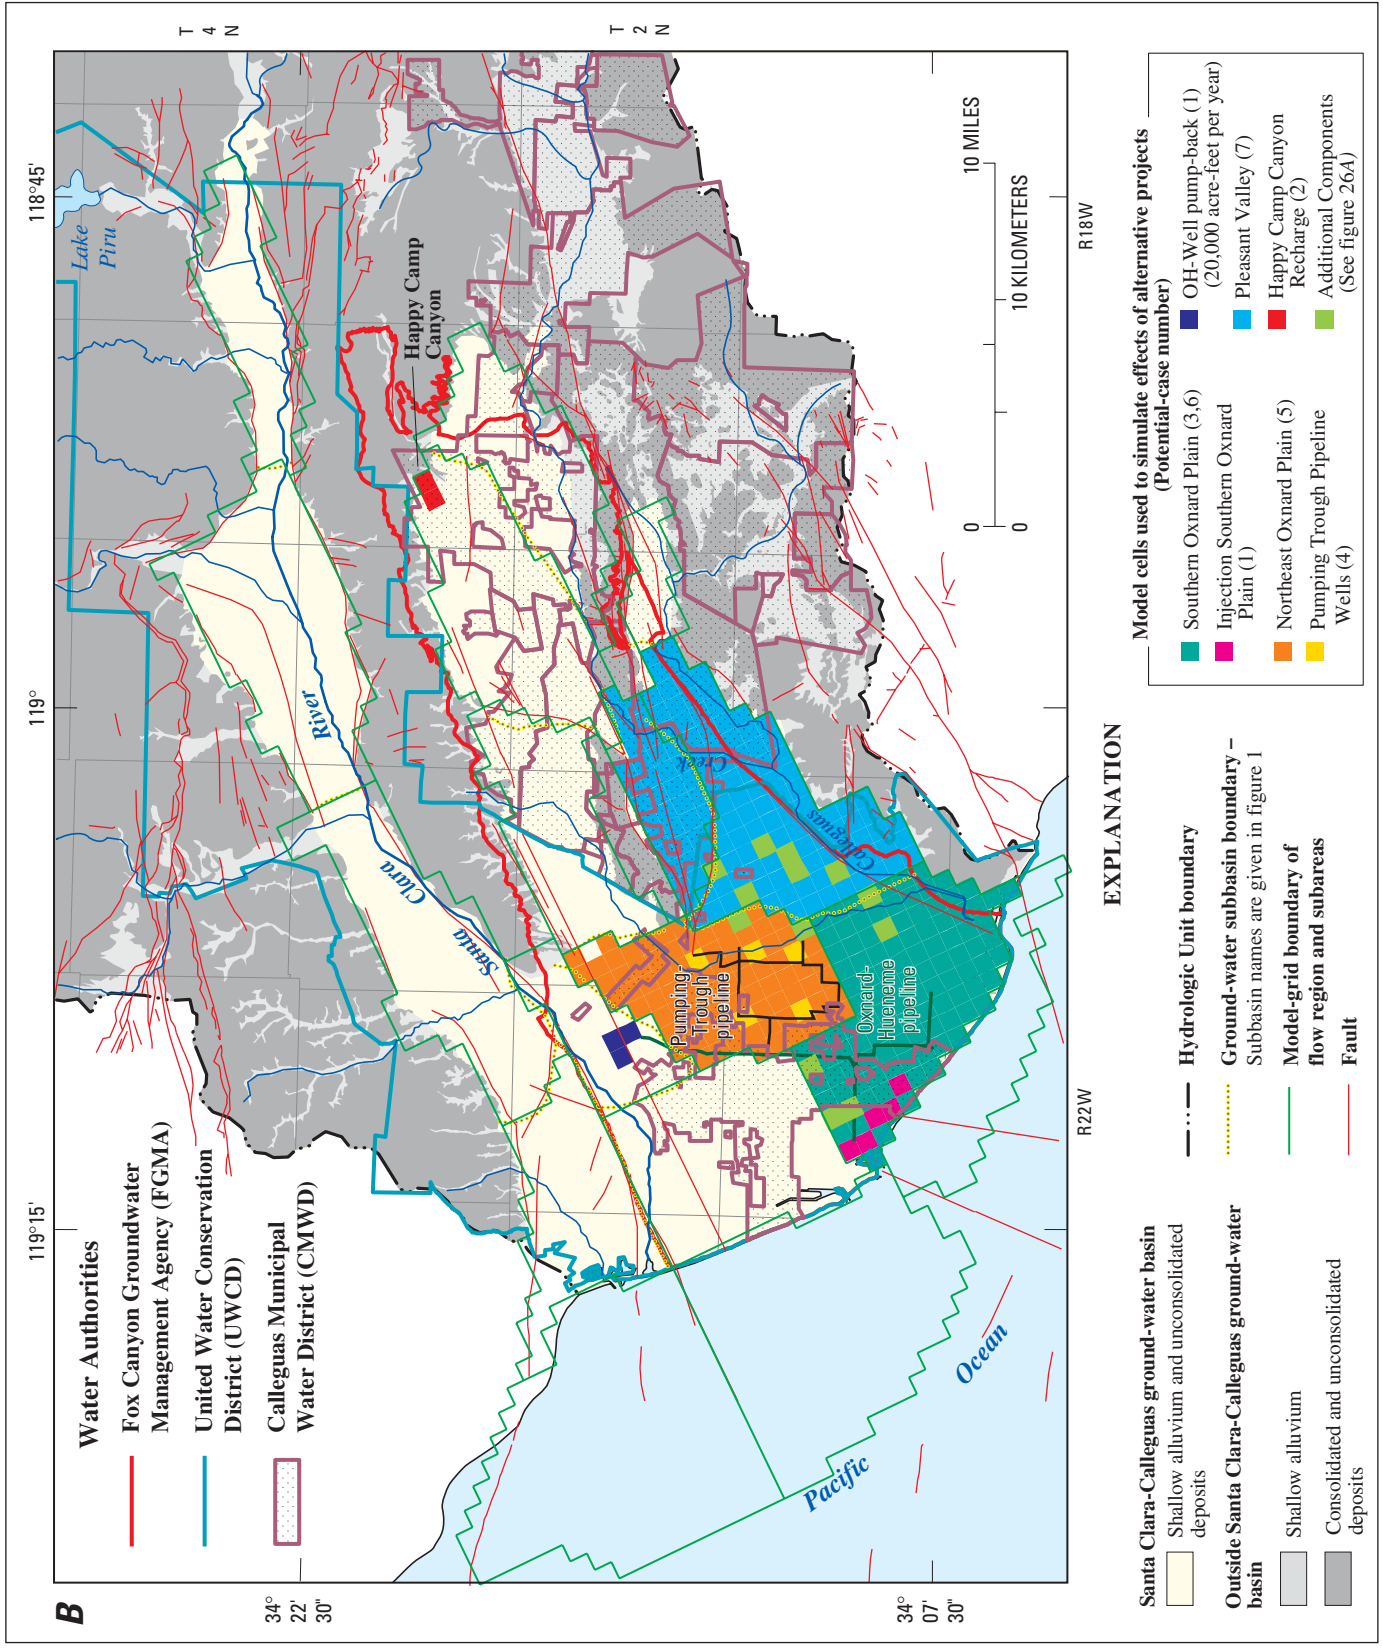 B
Water Authorities
Fox Canyon Groundwater
Management Agency (FGMA)
United Water Conservation
District (UWCD)
Calleguas Municipal
Water District (CMWD)
119°15'
119°
118°45'
34°
22'
30"
34°
07'
30"
T
4
N
T
2
N
R22W
R18W
Lake
Piru
Happy Camp
Canyon
River
Clara
Santa
Creek
Calleguas
Pumping-
Trough
pipeline
Oxnard-
Hueneme
pipeline
Pacific
Ocean
0
10 MILES
0
10 KILOMETERS
EXPLANATION
Santa Clara-Calleguas ground-water basin
Shallow alluvium and unconsolidated
deposits
Outside Santa Clara-Calleguas ground-water
basin
Shallow alluvium
Consolidated and unconsolidated
deposits
Hydrologic Unit boundary
Ground-water subbasin boundary –
Subbasin names are given in figure 1
Model-grid boundary of
flow region and subareas
Fault
Model cells used to simulate effects of alternative projects
(Potential-case number)
Southern Oxnard Plain (3,6)
Injection Southern Oxnard
Plain (1)
Northeast Oxnard Plain (5)
Pumping Trough Pipeline
Wells (4)
OH-Well pump-back (1)
(20,000 acre-feet per year)
Pleasant Valley (7)
Happy Camp Canyon
Recharge (2)
Additional Components
(See figure 26A)